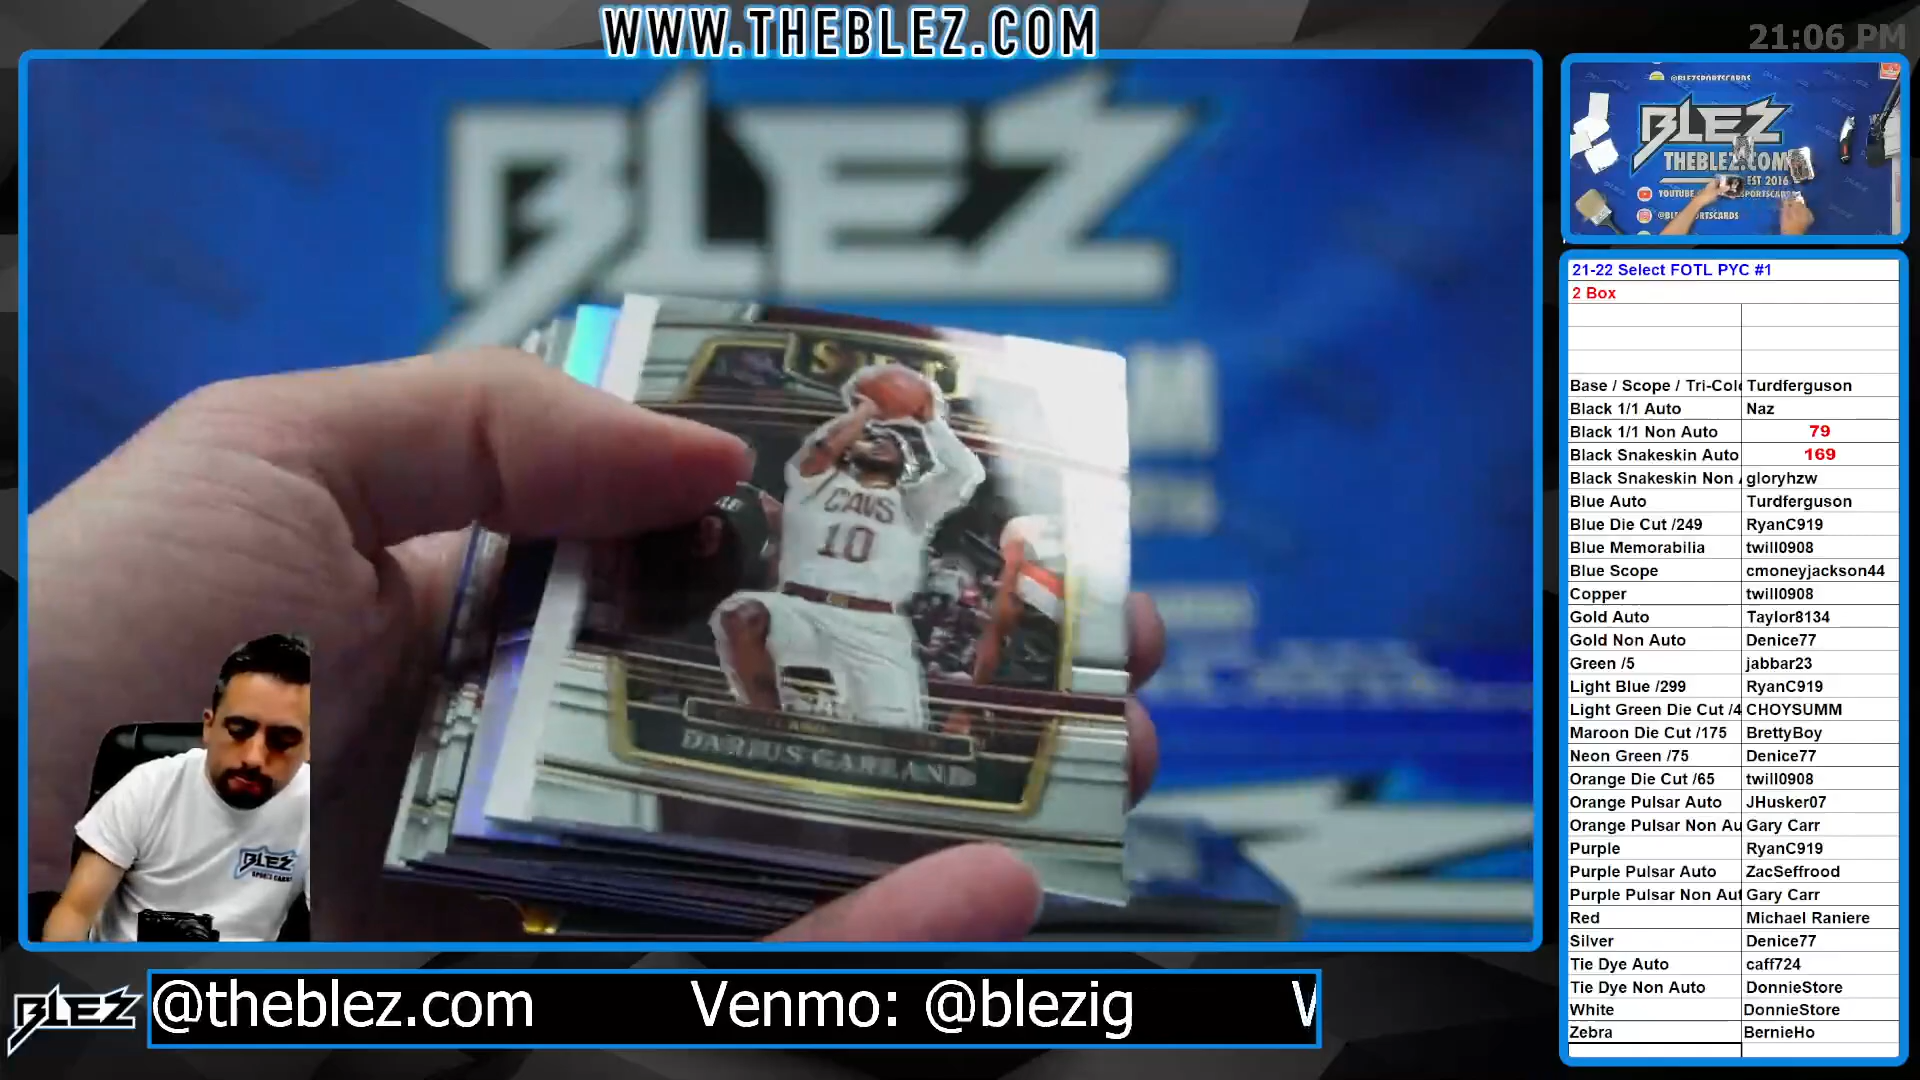 WWW.THEBLEZ.COM
21:06 PM
BLEZ
@BLEZSPORTSCARDS
BLEZ
THEBLEZ.COM
EST 2016
YOUTUBE
CAVS
10
DARIUS GARLAND
BLEZ
SPORTS CARDS
21-22 Select FOTL PYC #1
2 Box
Base / Scope / Tri-Col Turdferguson
Black 1/1 Auto Naz
Black 1/1 Non Auto 79
Black Snakeskin Auto 169
Black Snakeskin Non gloryhzw
Blue Auto Turdferguson
Blue Die Cut /249 RyanC919
Blue Memorabilia twill0908
Blue Scope cmoneyjackson44
Copper twill0908
Gold Auto Taylor8134
Gold Non Auto Denice77
Green /5 jabbar23
Light Blue /299 RyanC919
Light Green Die Cut /4 CHOYSUMM
Maroon Die Cut /175 BrettyBoy
Neon Green /75 Denice77
Orange Die Cut /65 twill0908
Orange Pulsar Auto JHusker07
Orange Pulsar Non Au Gary Carr
Purple RyanC919
Purple Pulsar Auto ZacSeffrood
Purple Pulsar Non Aut Gary Carr
Red Michael Raniere
Silver Denice77
Tie Dye Auto caff724
Tie Dye Non Auto DonnieStore
White DonnieStore
Zebra BernieHo
BLEZ
@theblez.com Venmo: @blezig